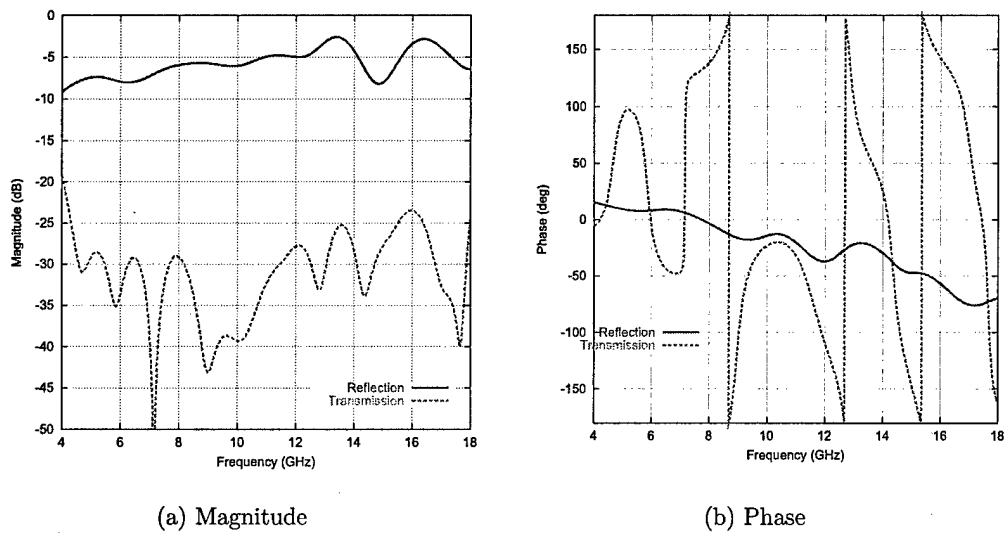 0
-5
-10
-15
-20
-25
-30
-35
-40
-45
-50
Magnitude (dB)
Reflection
Transmission
4 6 8 10 12 14 16 18
Frequency (GHz)
(a) Magnitude
150
100
50
0
-50
-100
-150
Phase (deg)
Reflection
Transmission
4 6 8 10 12 14 16 18
Frequency (GHz)
(b) Phase